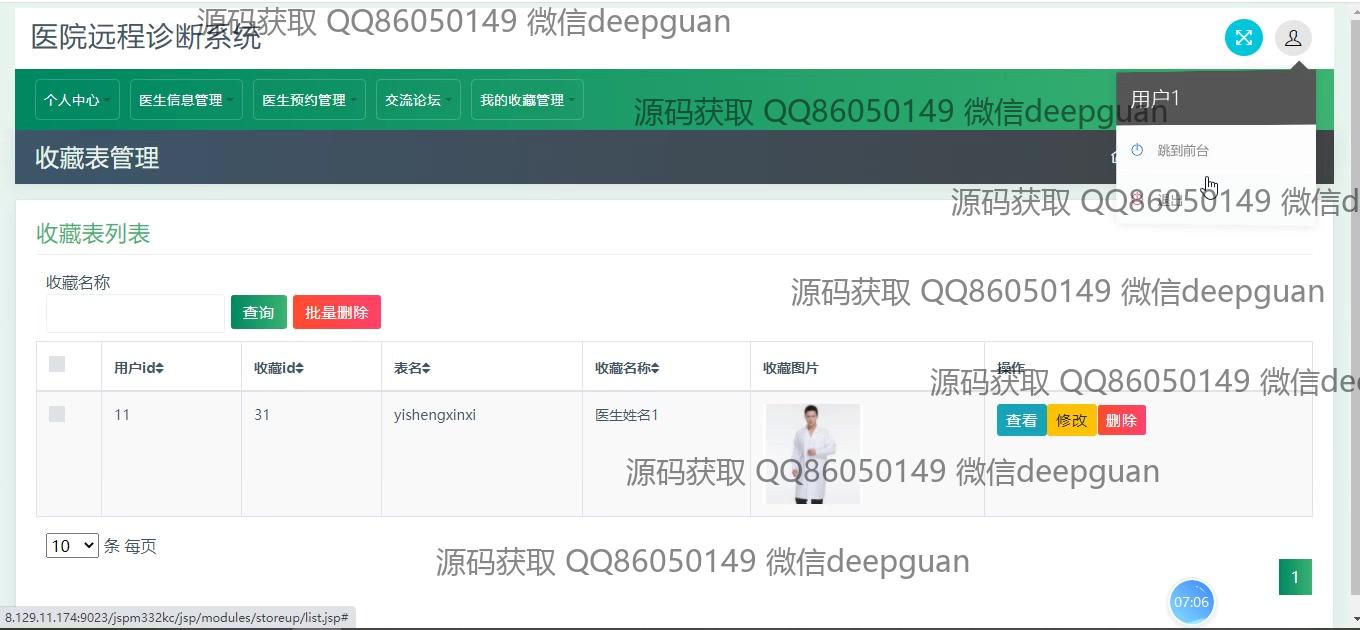 源码获取 QQ86050149 微信deepguan
医院远程诊断系统
个人中心 医生信息管理 医生预约管理 交流论坛 我的收藏管理
源码获取 QQ86050149 微信deepguan
用户1
收藏表管理
跳到前台
退出
源码获取 QQ86050149 微信d
收藏表列表
收藏名称
源码获取 QQ86050149 微信deepguan
查询 批量删除
用户id 收藏id 表名 收藏名称 收藏图片 操作
源码获取 QQ86050149 微信dee
11 31 yishengxinxi 医生姓名1 查看 修改 删除
源码获取 QQ86050149 微信deepguan
10 条 每页
源码获取 QQ86050149 微信deepguan
1
07:06
8.129.11.174:9023/jspm332kc/jsp/modules/storeup/list.jsp#